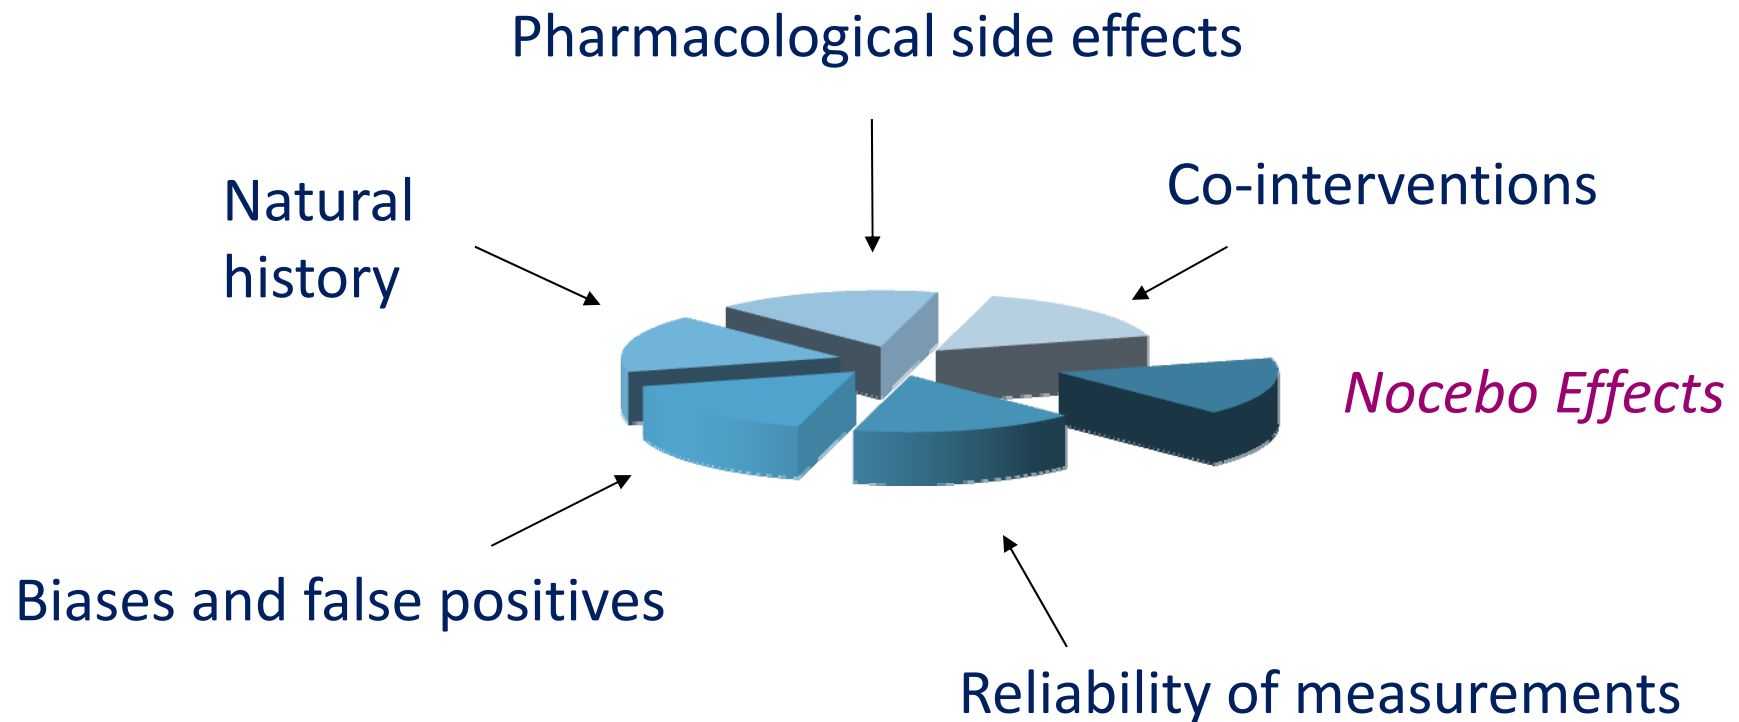 Pharmacological side effects
Co-interventions
Natural
history
Nocebo Effects
Biases and false positives
Reliability of measurements